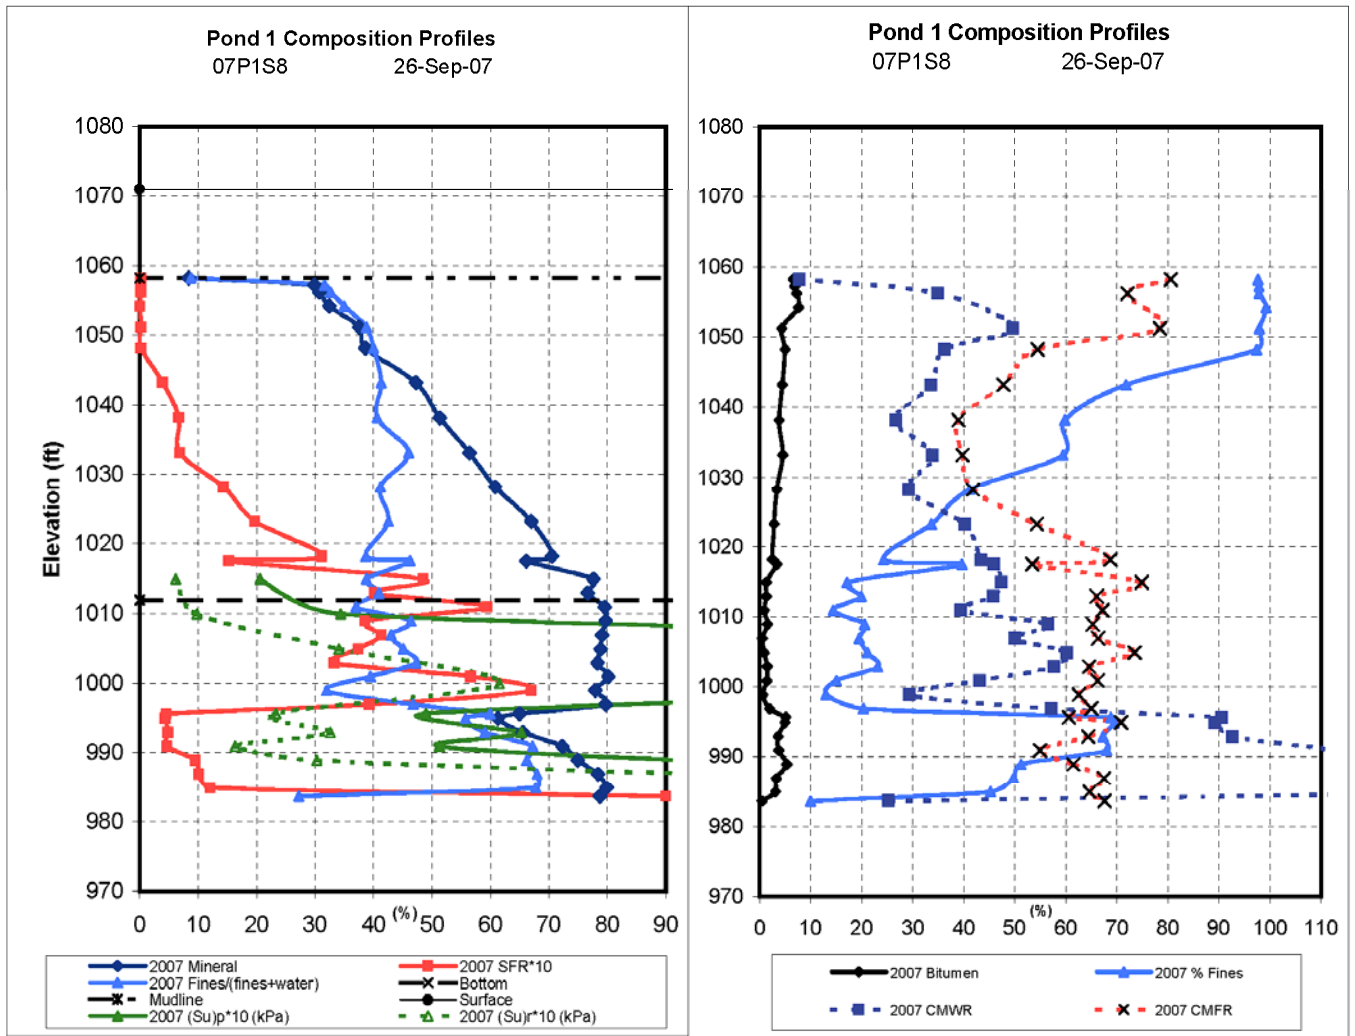 Pond 1 Composition Profiles
07P1S8 26-Sep-07
1080
1070
1060
1050
1040
1030
1020
1010
1000
990
980
970
Elevation (ft)
0 10 20 30 40 50 60 70 80 90
(%)
2007 Mineral 2007 SFR*10
2007 Fines/(fines+water) Bottom
Mudline Surface
2007 (Su)p*10 (kPa) 2007 (Su)r*10 (kPa)
Pond 1 Composition Profiles
07P1S8 26-Sep-07
1080
1070
1060
1050
1040
1030
1020
1010
1000
990
980
970
0 10 20 30 40 50 60 70 80 90 100 110
(%)
2007 Bitumen 2007 % Fines
2007 CMWR 2007 CMFR